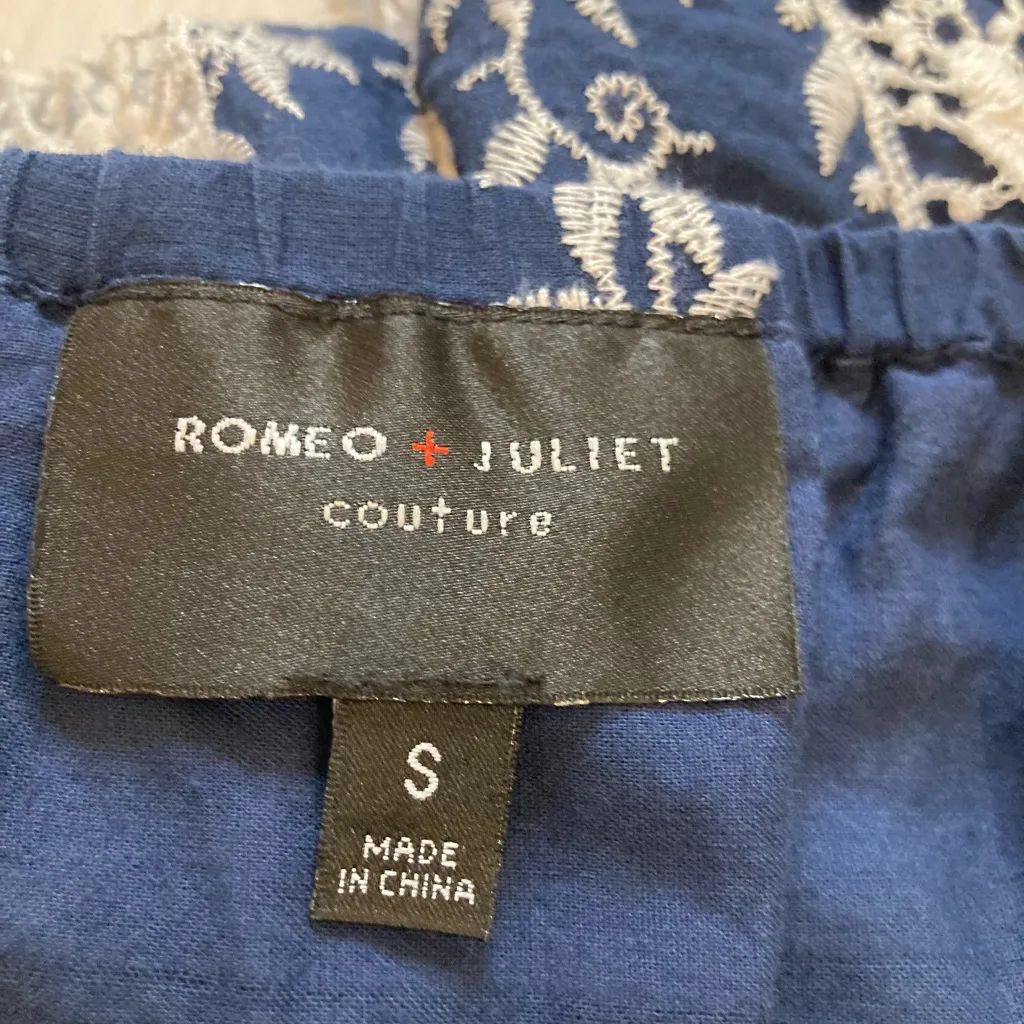 ROMEO + JULIET
couture
S
MADE
IN CHINA